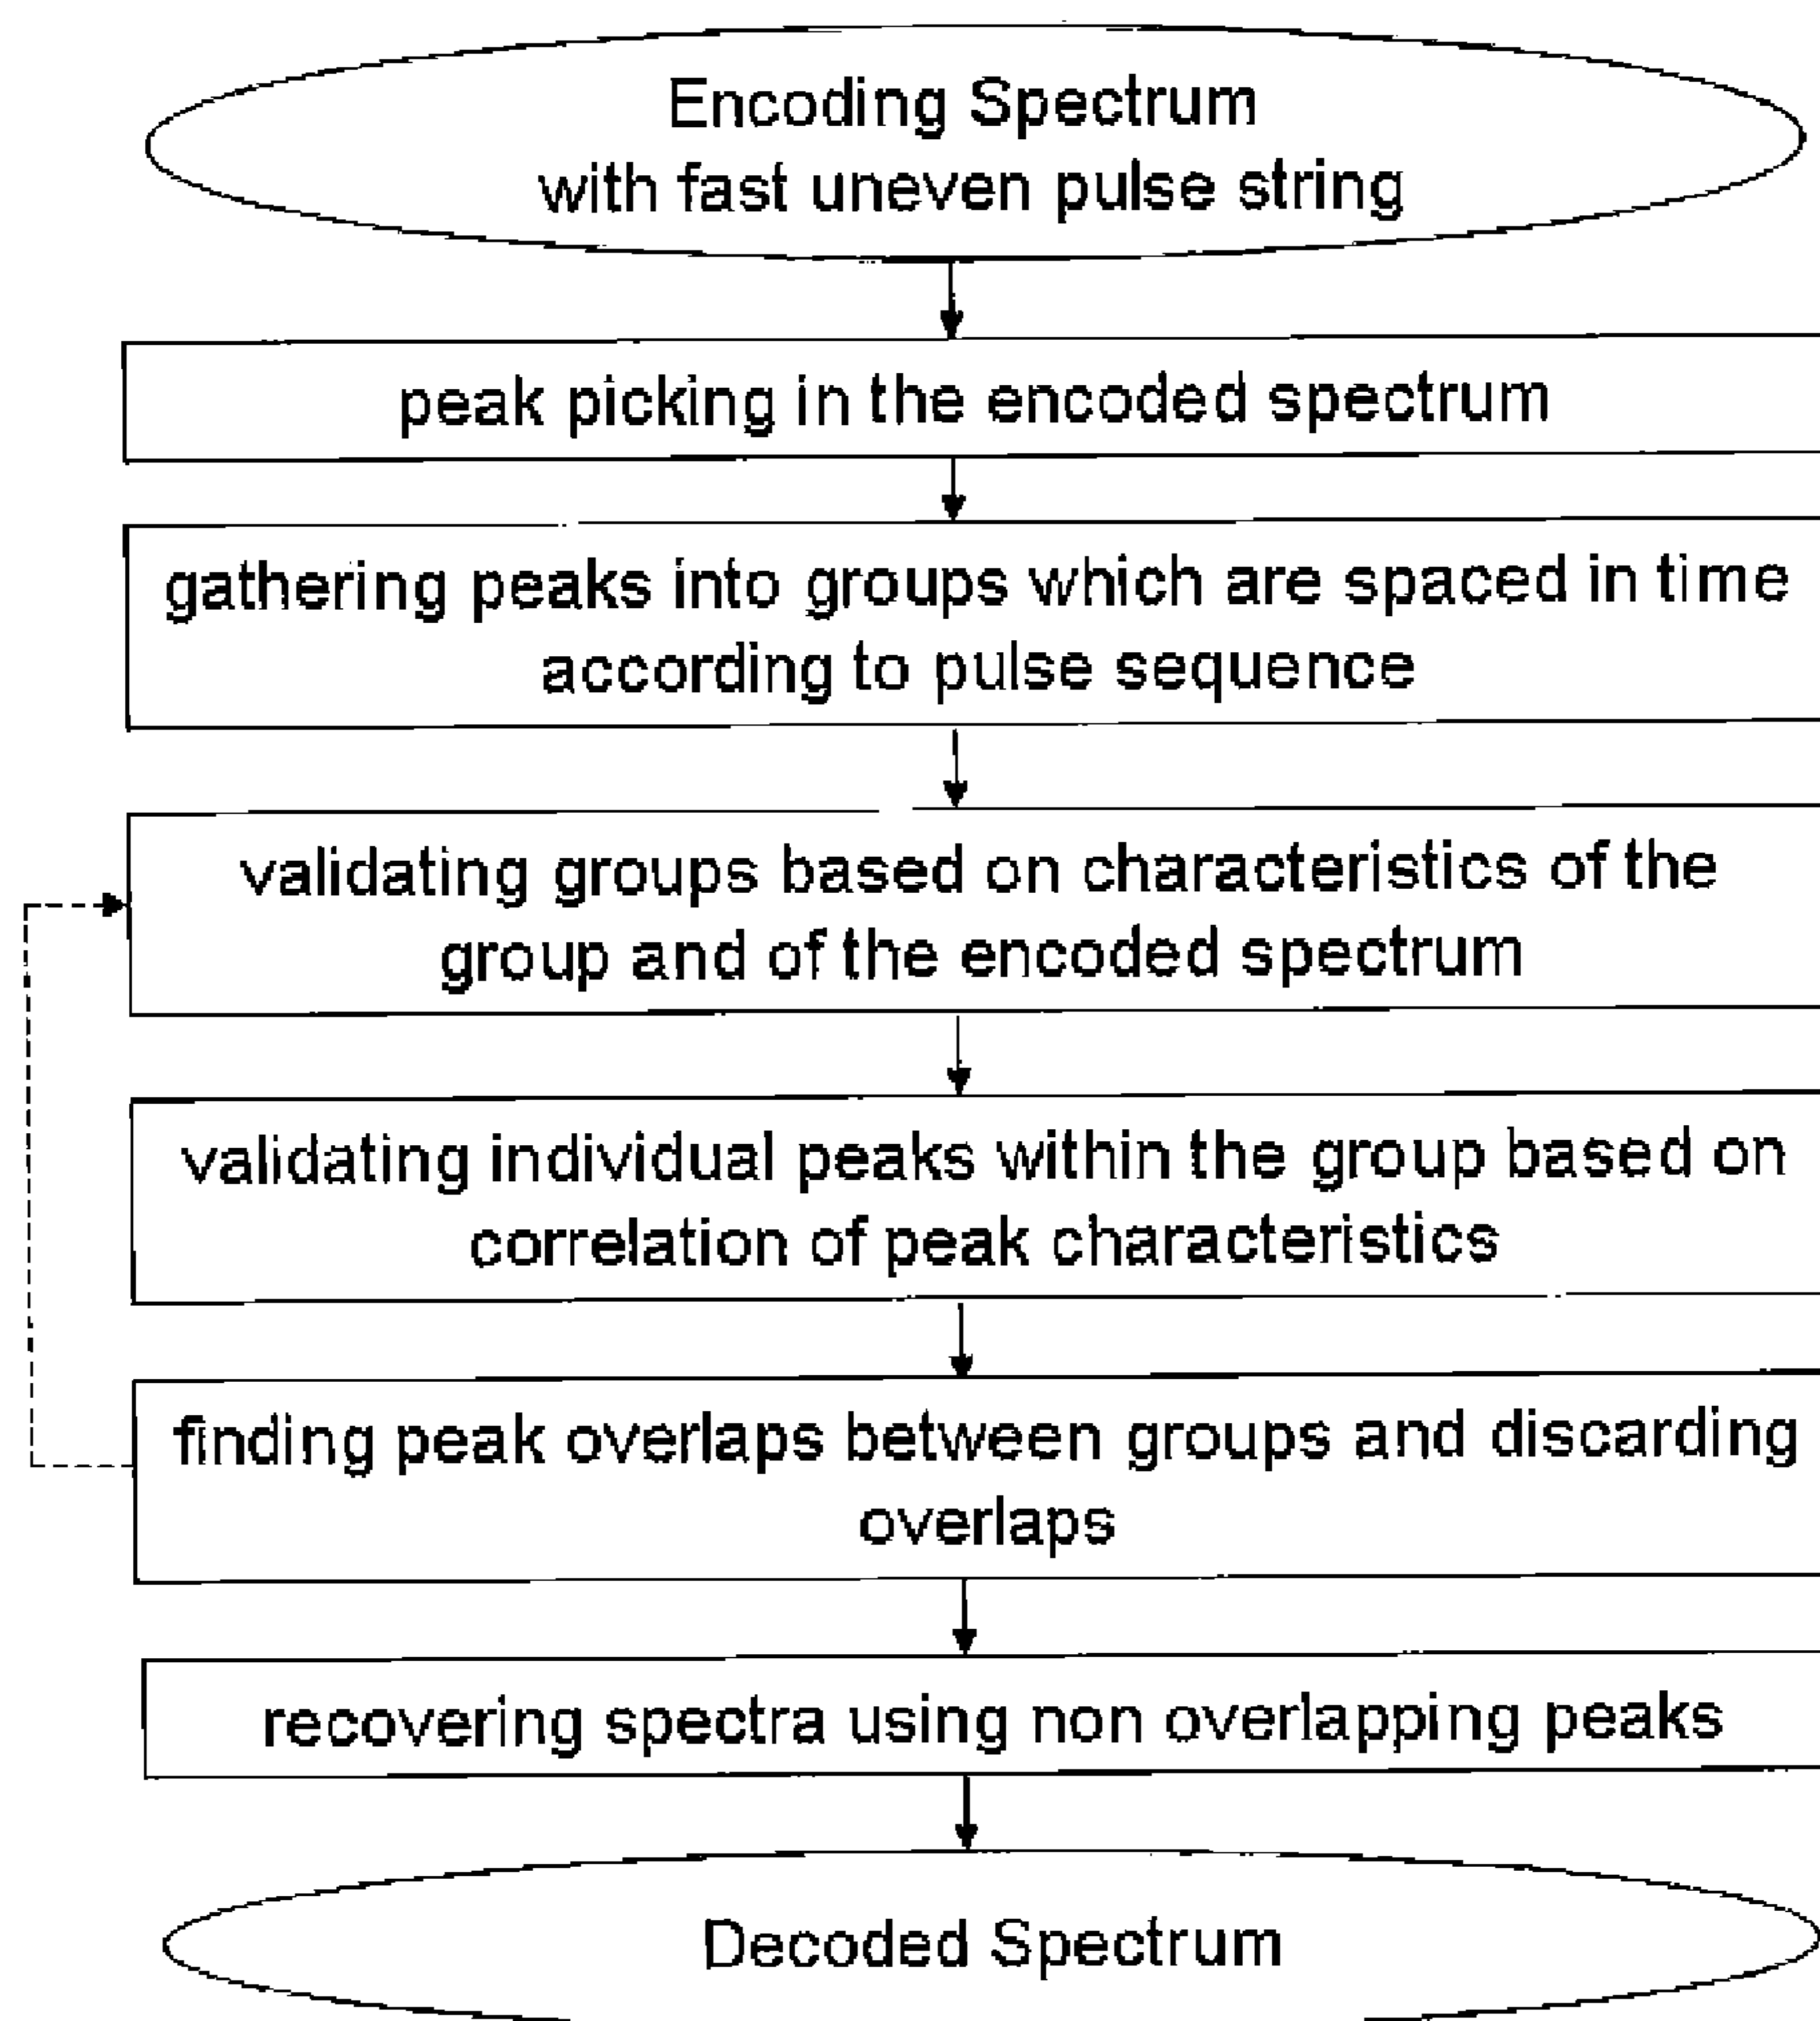 Encoding Spectrum
with fast uneven pulse string
peak picking in the encoded spectrum
gathering peaks into groups which are spaced in time
according to pulse sequence
validating groups based on characteristics of the
group and of the encoded spectrum
validating individual peaks within the group based on
correlation of peak characteristics
finding peak overlaps between groups and discarding
overlaps
recovering spectra using non overlapping peaks
Decoded Spectrum